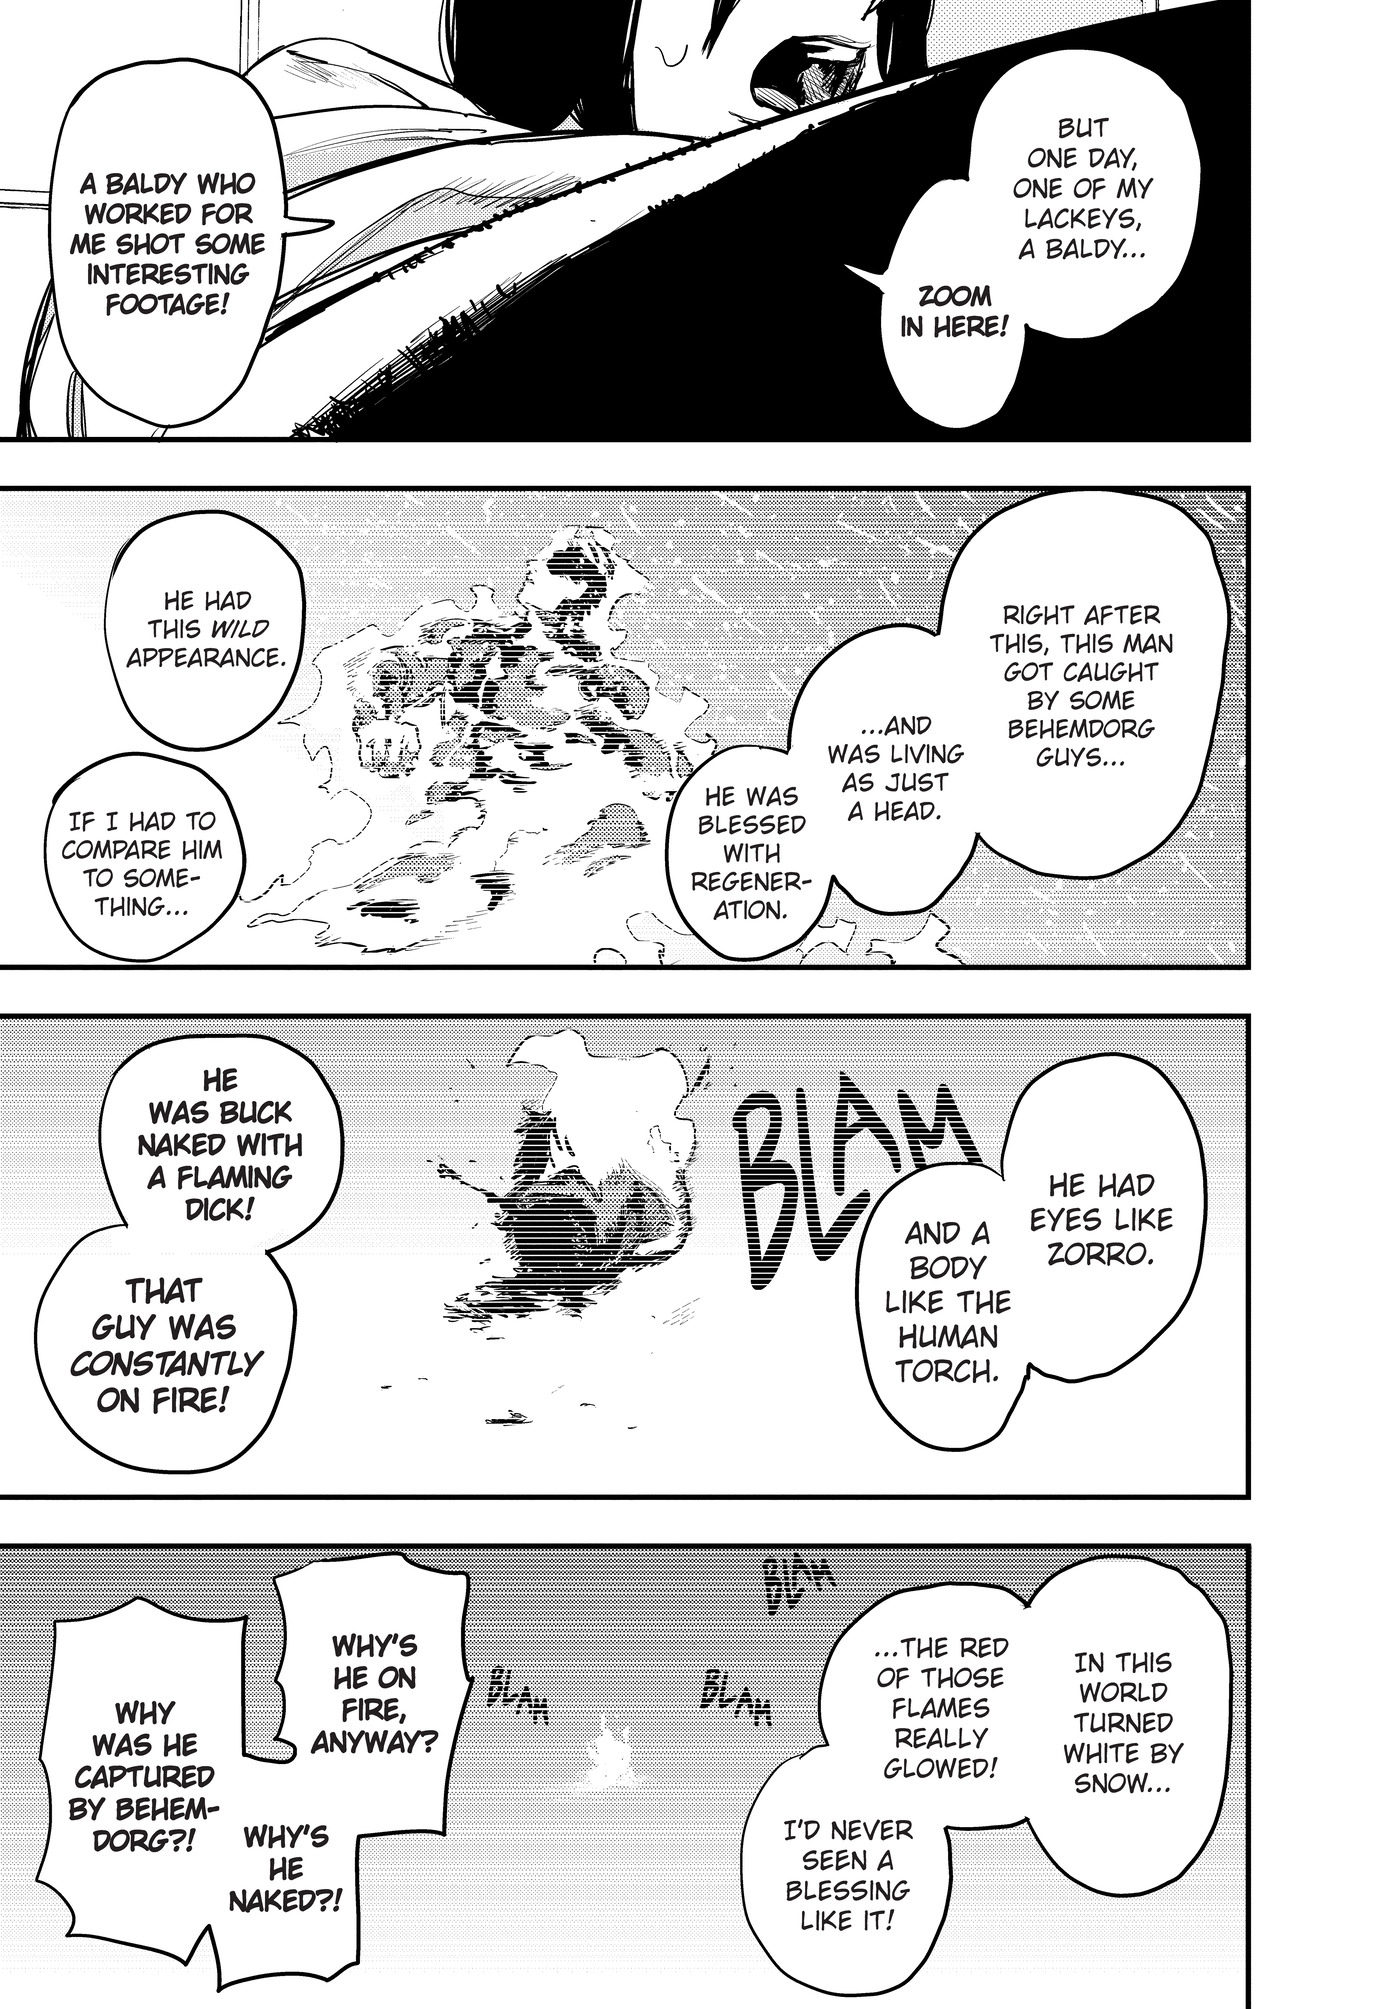 BUT
ONE DAY,
ONE OF MY
LACKEYS,
A BALDY...
ZOOM
IN HERE!
A BALDY WHO
WORKED FOR
ME SHOT SOME
INTERESTING
FOOTAGE!
RIGHT AFTER
THIS, THIS MAN
GOT CAUGHT
BY SOME
BEHEMDORG
GUYS...
...AND
WAS LIVING
AS JUST
A HEAD.
HE WAS
BLESSED
WITH
REGENER-
ATION.
HE HAD
THIS WILD
APPEARANCE.
IF I HAD TO
COMPARE HIM
TO SOME-
THING...
HE HAD
EYES LIKE
ZORRO.
AND A
BODY
LIKE THE
HUMAN
TORCH.
BLAM
HE
WAS BUCK
NAKED WITH
A FLAMING
DICK!
THAT
GUY WAS
CONSTANTLY
ON FIRE!
IN THIS
WORLD
TURNED
WHITE BY
SNOW...
...THE RED
OF THOSE
FLAMES
REALLY
GLOWED!
I'D NEVER
SEEN A
BLESSING
LIKE IT!
BLAM
BLAM
BLAM
WHY'S
HE ON
FIRE,
ANYWAY?
WHY'S
HE
NAKED?!
WHY
WAS HE
CAPTURED
BY BEHEM-
DORG?!